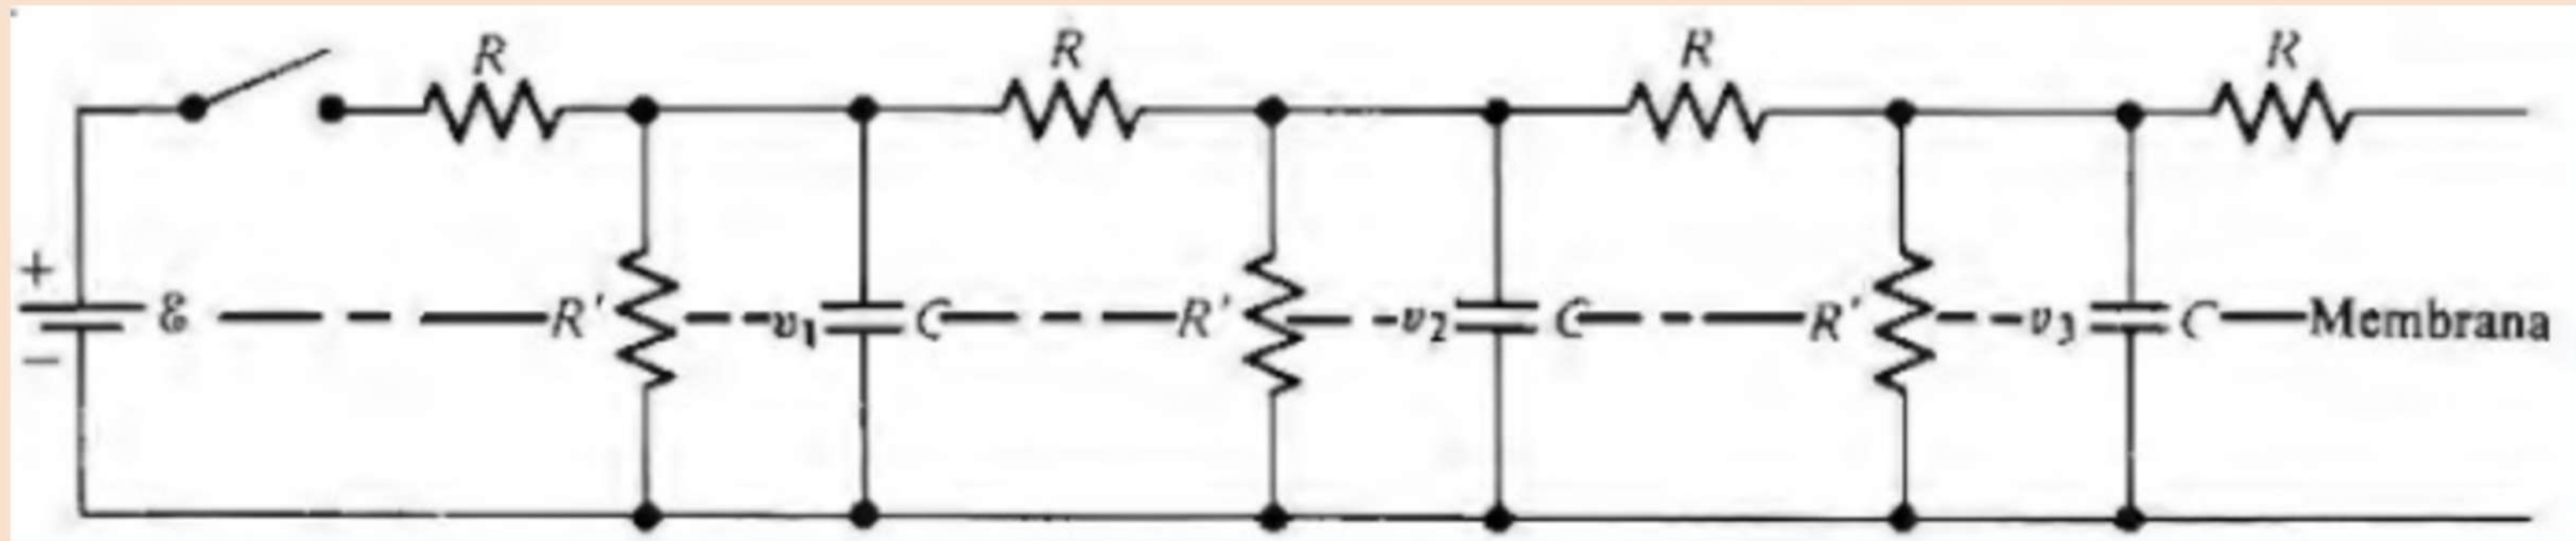 R R R R
+
ℰ R' v₁ C R' v₂ C R' v₃ C Membrana
−